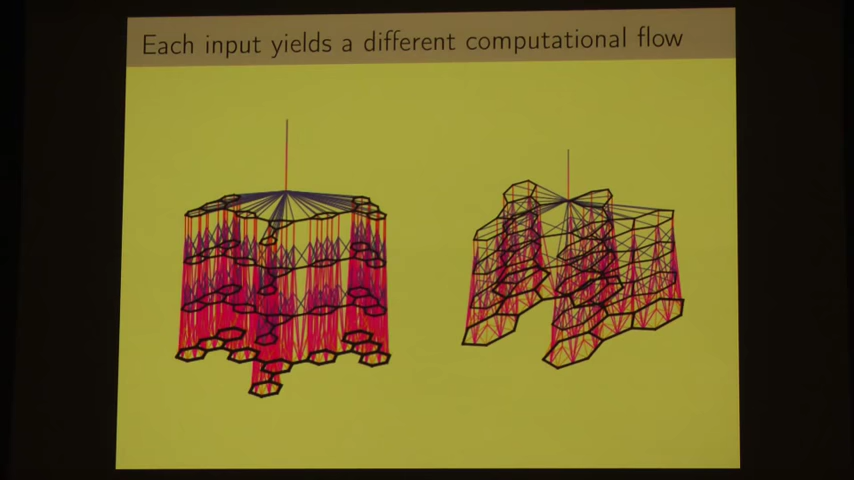 Each input yields a different computational flow